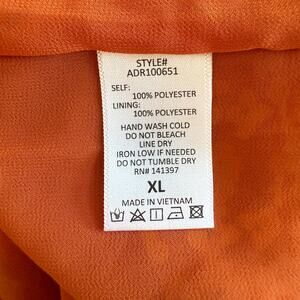 STYLE#
ADR100651
SELF:
100% POLYESTER
LINING:
100% POLYESTER
HAND WASH COLD
DO NOT BLEACH
LINE DRY
IRON LOW IF NEEDED
DO NOT TUMBLE DRY
RN# 141397
XL
MADE IN VIETNAM